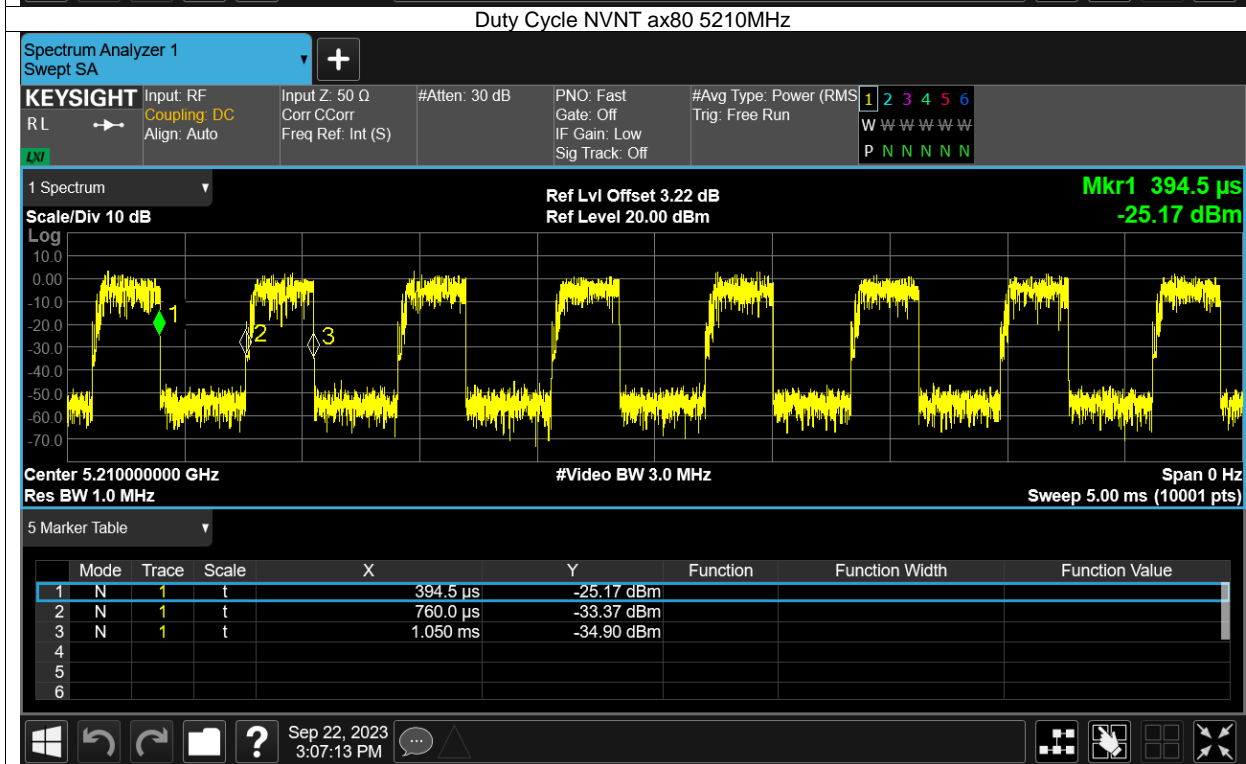 Duty Cycle NVNT ax80 5210MHz
Spectrum Analyzer 1
Swept SA
KEYSIGHT Input: RF Input Z: 50 Ω #Atten: 30 dB PNO: Fast #Avg Type: Power (RMS 1 2 3 4 5 6
RL Coupling: DC Corr CCorr Gate: Off Trig: Free Run W W W W W W
Align: Auto Freq Ref: Int (S) IF Gain: Low P N N N N N
LXI Sig Track: Off
1 Spectrum Ref Lvl Offset 3.22 dB Mkr1 394.5 µs
Scale/Div 10 dB Ref Level 20.00 dBm -25.17 dBm
Log
10.0
0.00
-10.0
1
-20.0
2 3
-30.0
-40.0
-50.0
-60.0
-70.0
Center 5.210000000 GHz #Video BW 3.0 MHz Span 0 Hz
Res BW 1.0 MHz Sweep 5.00 ms (10001 pts)
5 Marker Table
Mode Trace Scale X Y Function Function Width Function Value
1 N 1 t 394.5 µs -25.17 dBm
2 N 1 t 760.0 µs -33.37 dBm
3 N 1 t 1.050 ms -34.90 dBm
4
5
6
? Sep 22, 2023
3:07:13 PM